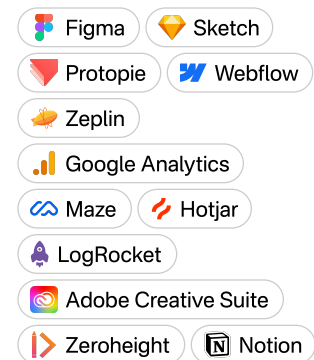 Figma Sketch
Protopie Webflow
Zeplin
Google Analytics
Maze Hotjar
LogRocket
Adobe Creative Suite
Zeroheight Notion